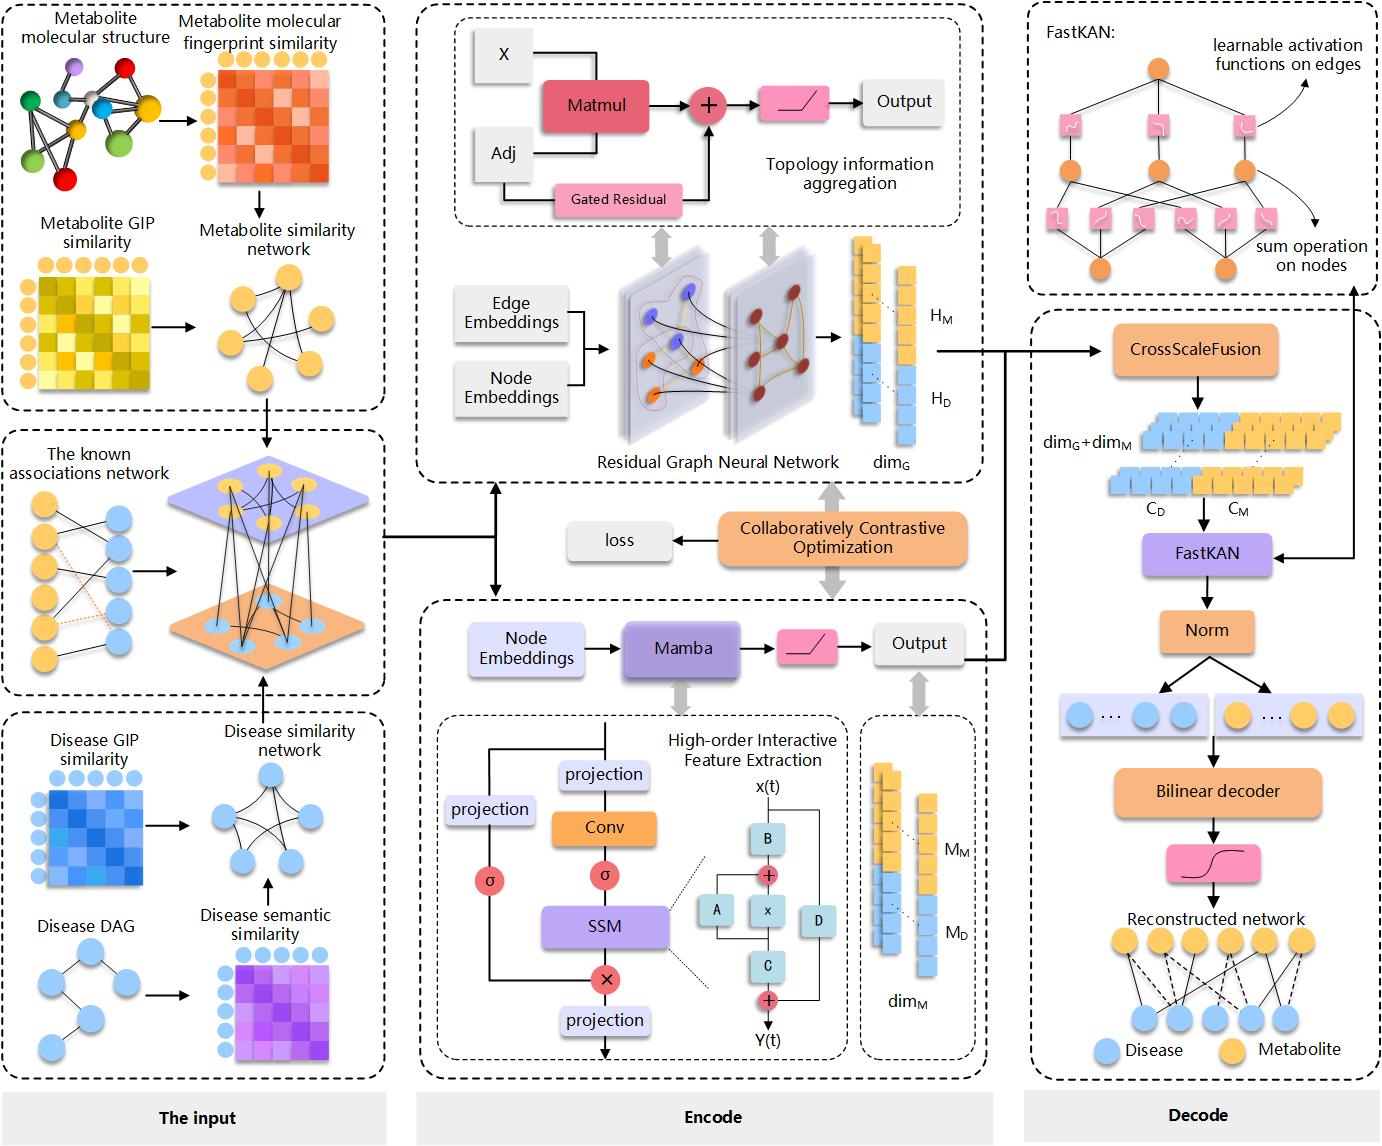 Metabolite
molecular structure
Metabolite molecular
fingerprint similarity
Metabolite GIP
similarity
Metabolite similarity
network
The known
associations network
Disease GIP
similarity
Disease similarity
network
Disease DAG
Disease semantic
similarity
The input
X
Adj
Matmul
+
Output
Gated Residual
Topology information
aggregation
Edge
Embeddings
Node
Embeddings
Residual Graph Neural Network
H_M
H_D
dim_G
loss
Collaboratively Contrastive
Optimization
Node
Embeddings
Mamba
Output
High-order Interactive
Feature Extraction
projection
projection
Conv
σ
σ
SSM
×
projection
x(t)
B
+
A
x
D
C
+
Y(t)
M_M
M_D
dim_M
Encode
FastKAN:
learnable activation
functions on edges
sum operation
on nodes
CrossScaleFusion
dim_G+dim_M
C_D
C_M
FastKAN
Norm
...
...
Bilinear decoder
Reconstructed network
Disease
Metabolite
Decode